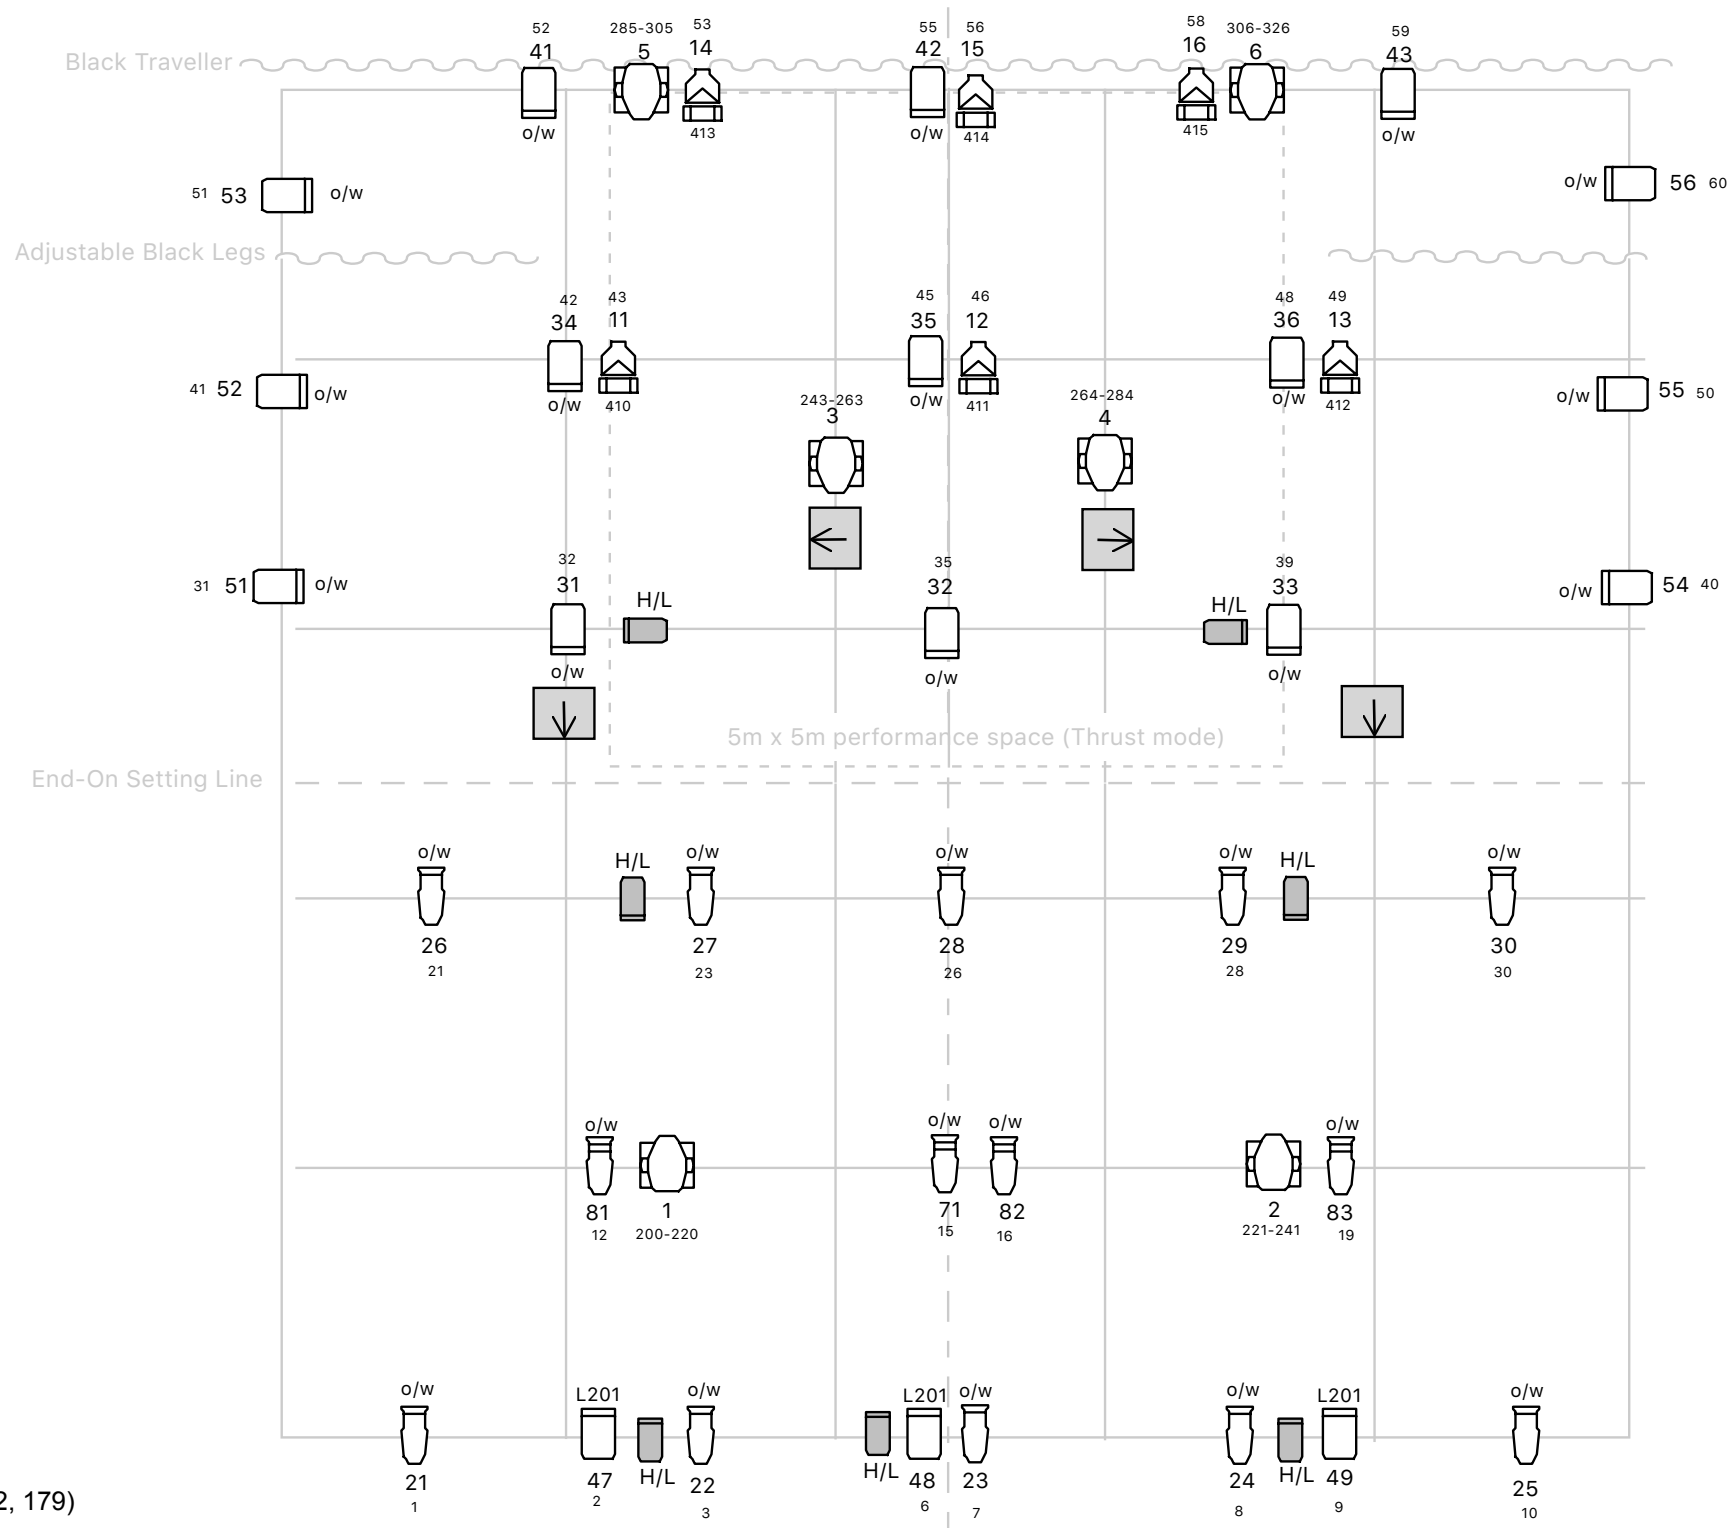 52 285-305 53 55 56 58 306-326 59
Black Traveller 41 5 14 42 15 16 6 43
o/w 413 o/w 414 415 o/w
51 53 o/w o/w 56 60
Adjustable Black Legs
42 43 45 46 48 49
34 11 35 12 36 13
41 52 o/w o/w 55 50
o/w 410 o/w 411 o/w 412
243-263 264-284
3 4
32 35 39
31 51 o/w 31 32 33 o/w 54 40
H/L H/L
o/w o/w o/w
5m x 5m performance space (Thrust mode)
End-On Setting Line
o/w H/L o/w o/w o/w H/L o/w
26 27 28 29 30
21 23 26 28 30
o/w o/w o/w o/w
81 1 71 82 2 83
12 200-220 15 16 221-241 19
o/w L201 o/w L201 o/w o/w L201 o/w
21 47 H/L 22 H/L 48 23 24 H/L 49 25
1 2 3 6 7 8 9 10
2, 179)